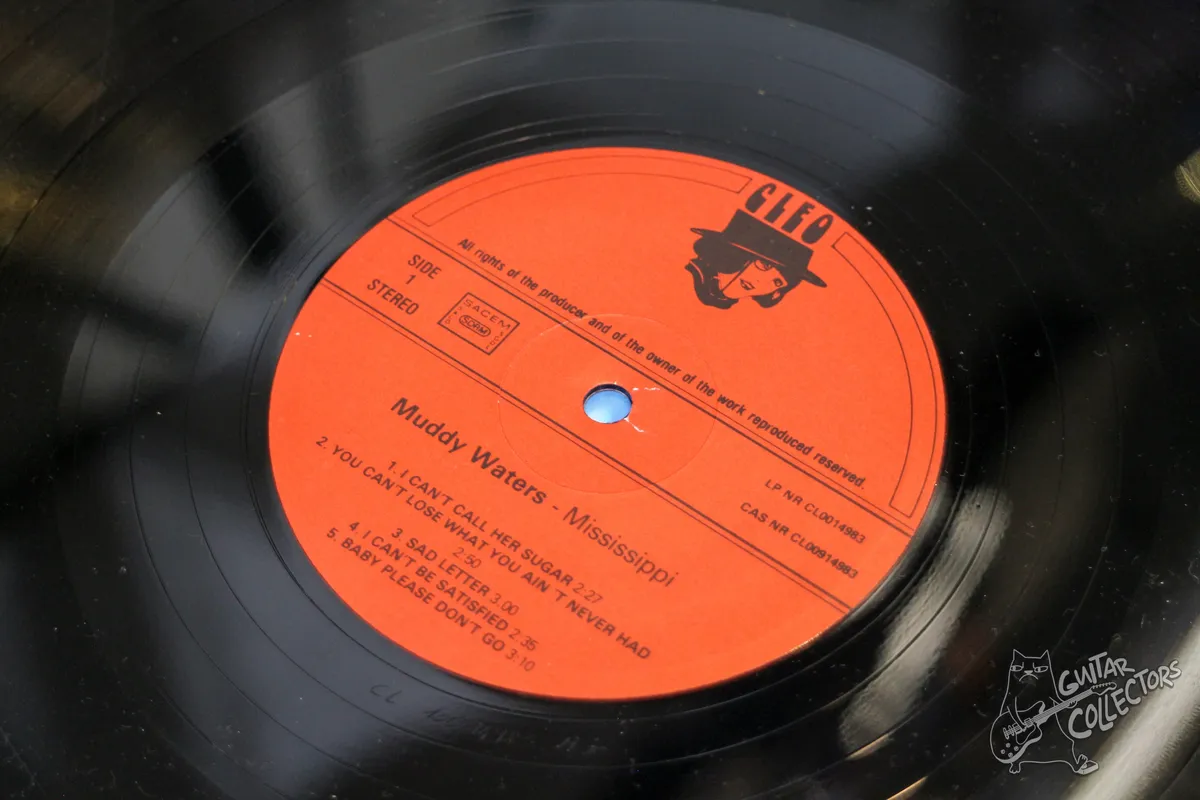 CLEO
All rights of the producer and of the owner of the work reproduced reserved.
SIDE
1
STEREO
SACEM
SDRM
LP NR CL0014983
CAS NR CL00914983
Muddy Waters - Mississippi
1. I CAN'T CALL HER SUGAR 2:27
2. YOU CAN'T LOSE WHAT YOU AIN 'T NEVER HAD
2:50
3. SAD LETTER 3.00
4. I CAN'T BE SATISFIED 2:35
5. BABY PLEASE DON'T GO 3:10
CL
GUITAR
COLLECTORS